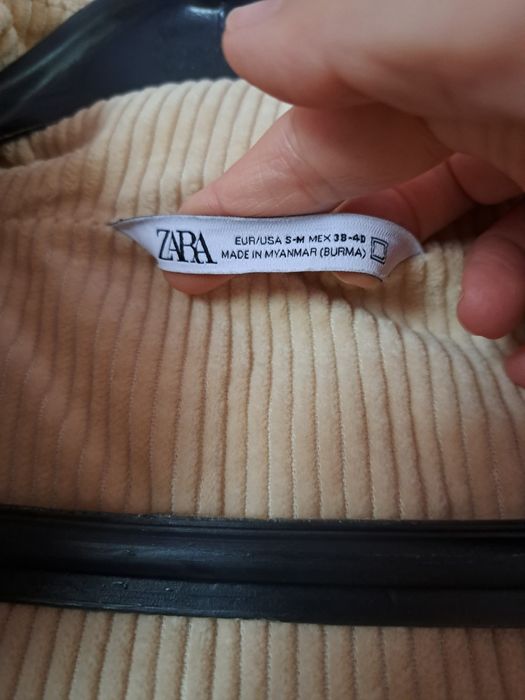 ZARA
EUR/USA S-M MEX 38-40
MADE IN MYANMAR (BURMA)